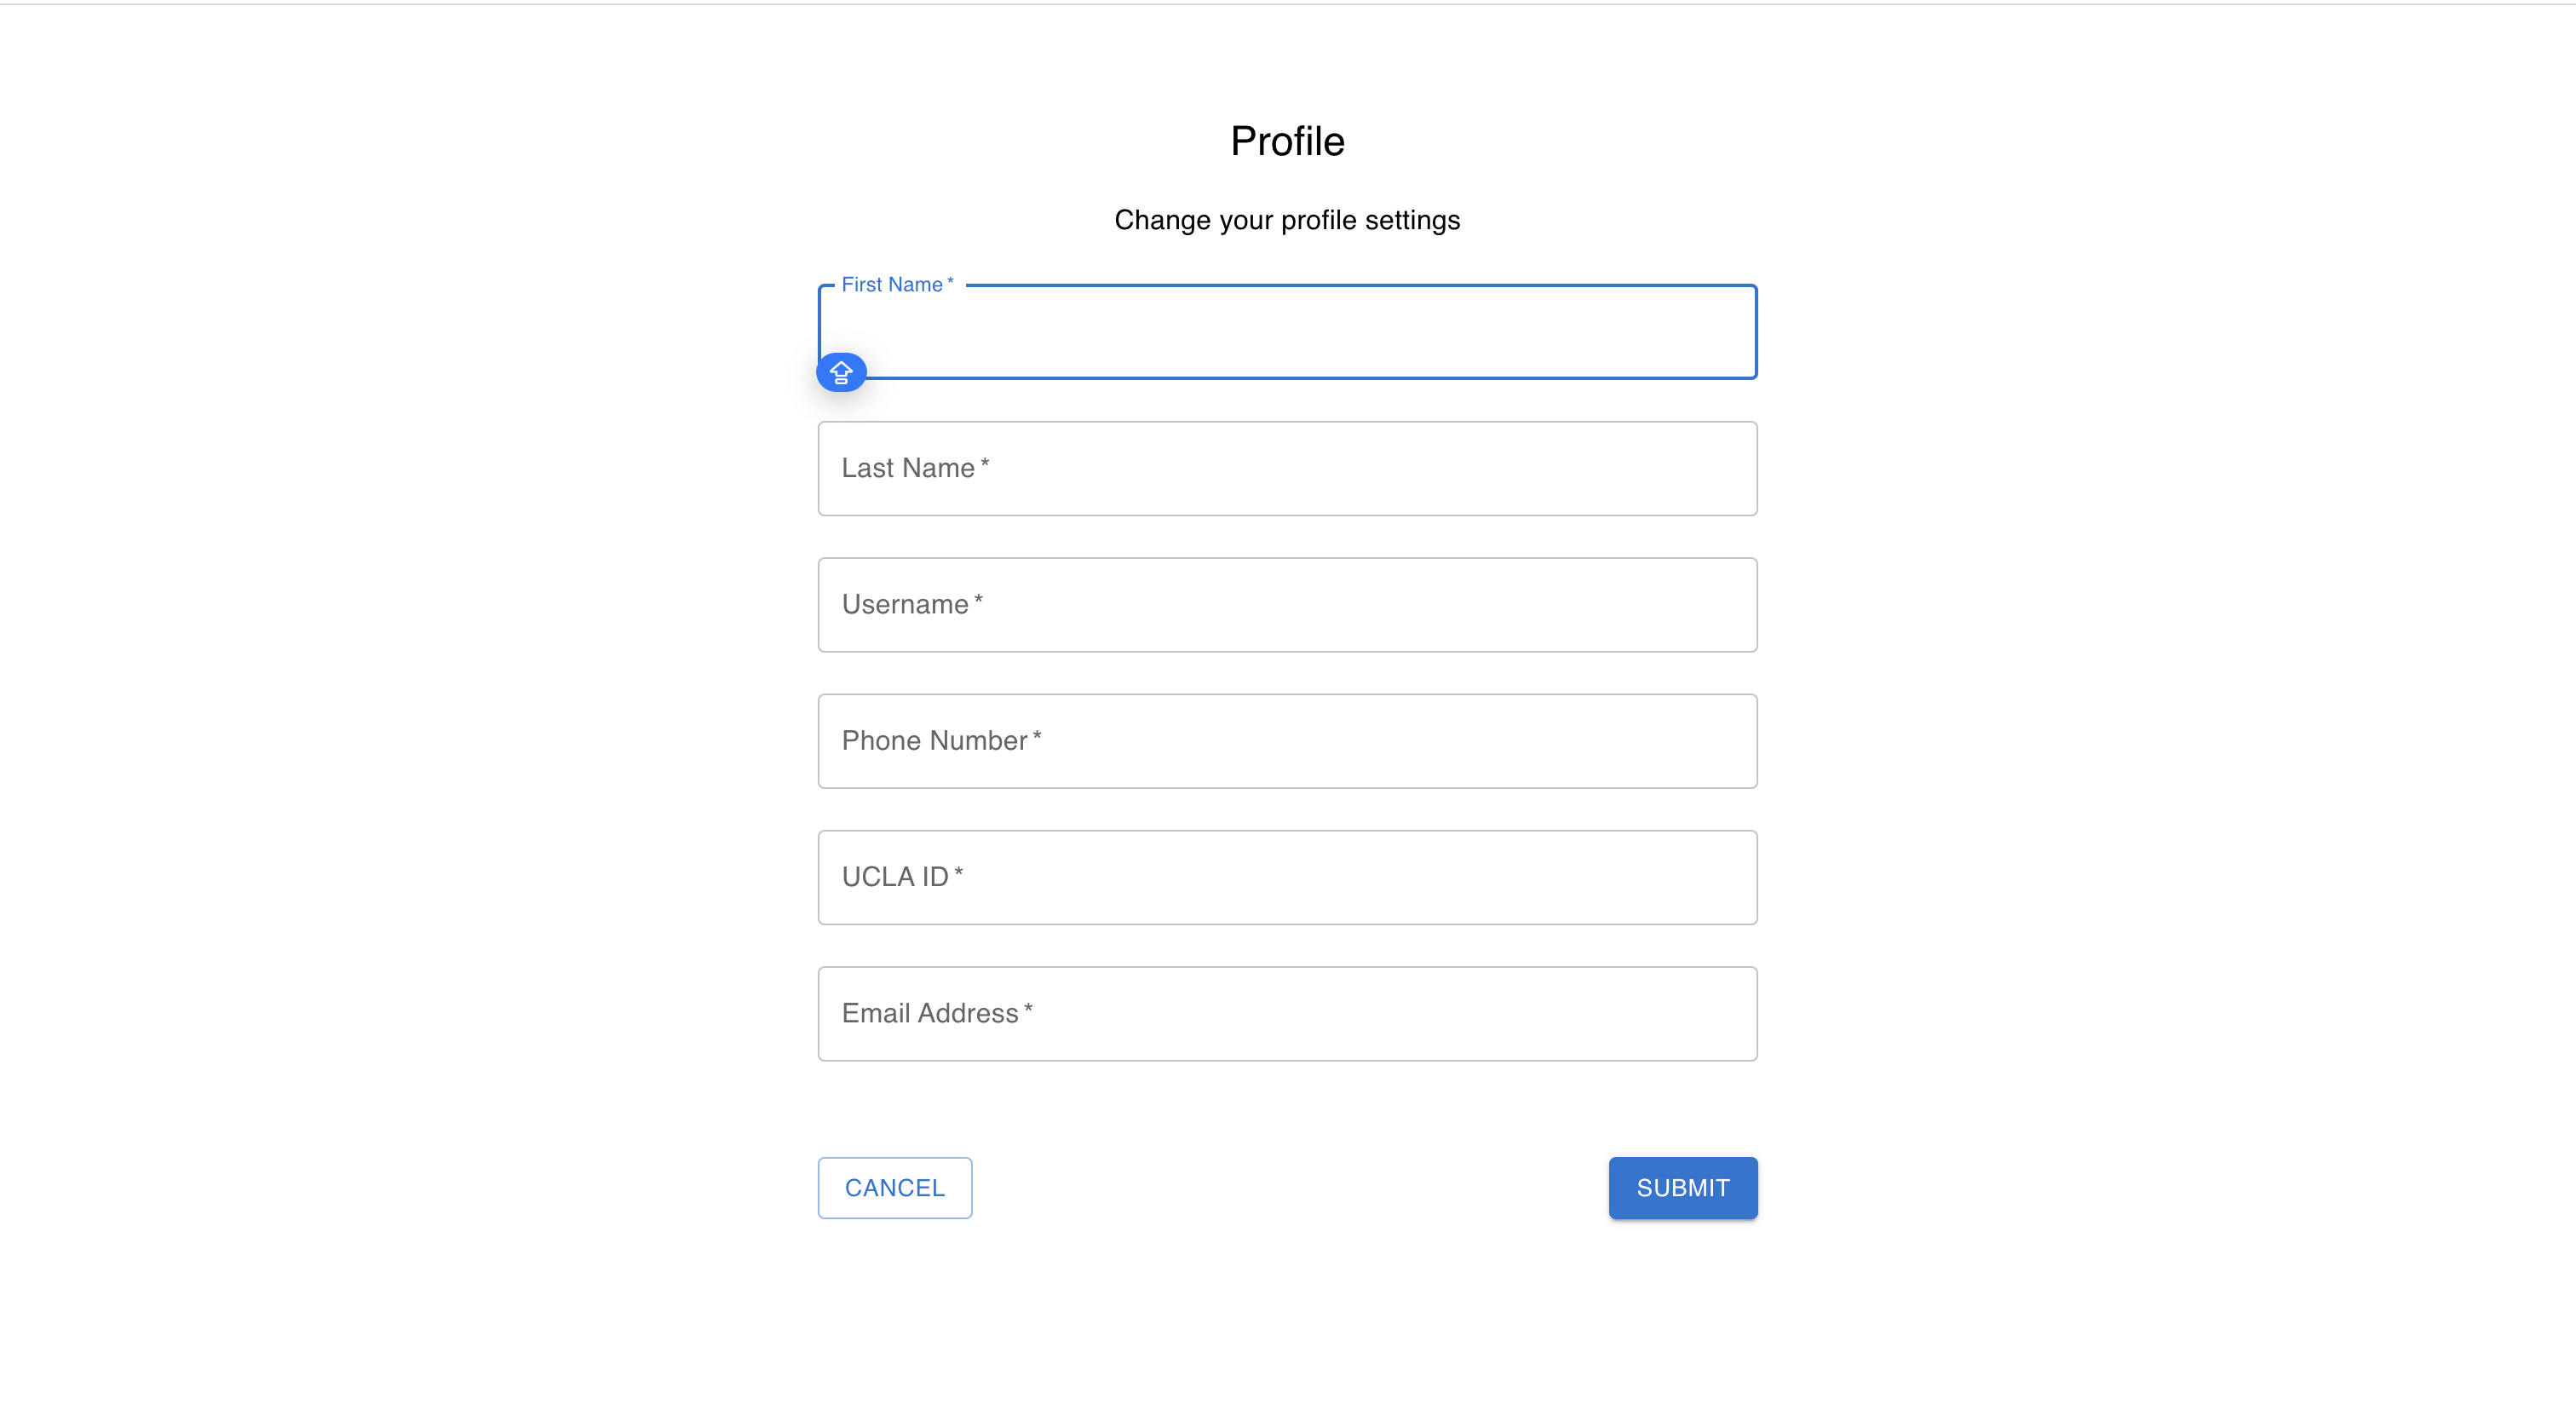 Profile
Change your profile settings
First Name *
Last Name *
Username *
Phone Number *
UCLA ID *
Email Address *
CANCEL
SUBMIT